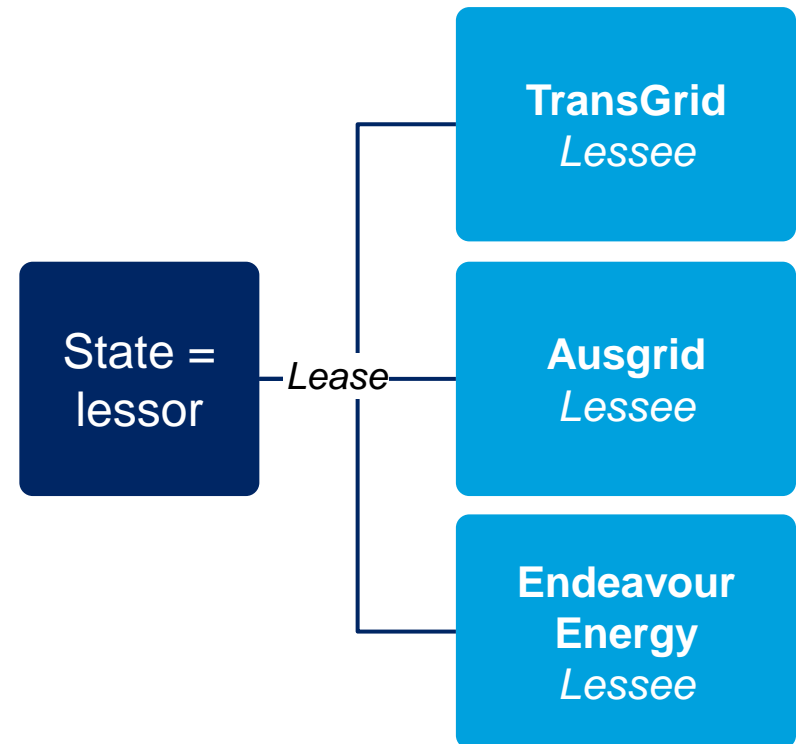 TransGrid
Lessee
State =
lessor
Lease
Ausgrid
Lessee
Endeavour
Energy
Lessee